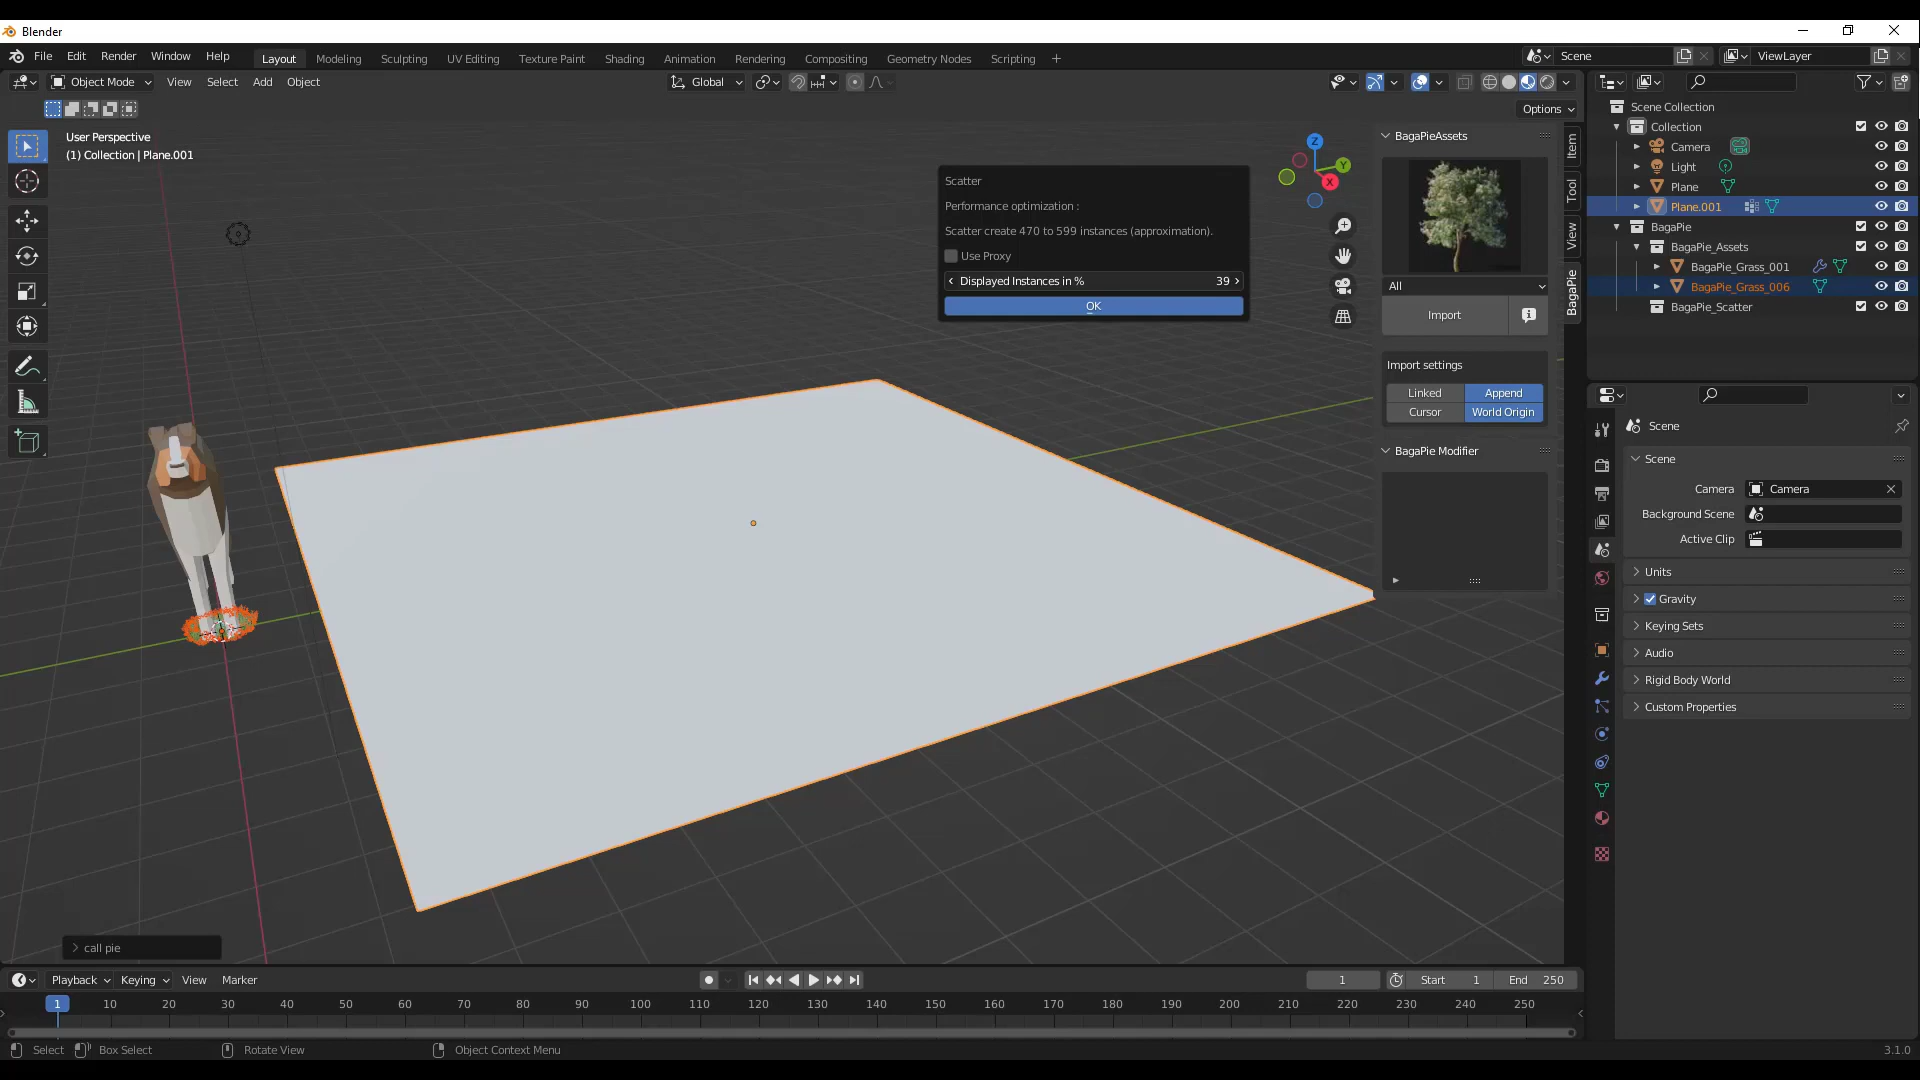 Blender
File Edit Render Window Help Layout Modeling Sculpting UV Editing Texture Paint Shading Animation Rendering Compositing Geometry Nodes Scripting + Scene ViewLayer
Object Mode View Select Add Object Global
Options
User Perspective
(1) Collection | Plane.001
Scatter
Performance optimization :
Scatter create 470 to 599 instances (approximation).
Use Proxy
Displayed Instances in % 39
OK
Z
Y
X
BagaPieAssets
All
Import
Import settings
Linked Append
Cursor World Origin
BagaPie Modifier
Item
Tool
View
BagaPie
Scene Collection
Collection
Camera
Light
Plane
Plane.001
BagaPie
BagaPie_Assets
BagaPie_Grass_001
BagaPie_Grass_006
BagaPie_Scatter
Scene
Scene
Camera Camera
Background Scene
Active Clip
Units
Gravity
Keying Sets
Audio
Rigid Body World
Custom Properties
call pie
Playback Keying View Marker 1 Start 1 End 250
1 10 20 30 40 50 60 70 80 90 100 110 120 130 140 150 160 170 180 190 200 210 220 230 240 250
Select Box Select Rotate View Object Context Menu 3.1.0